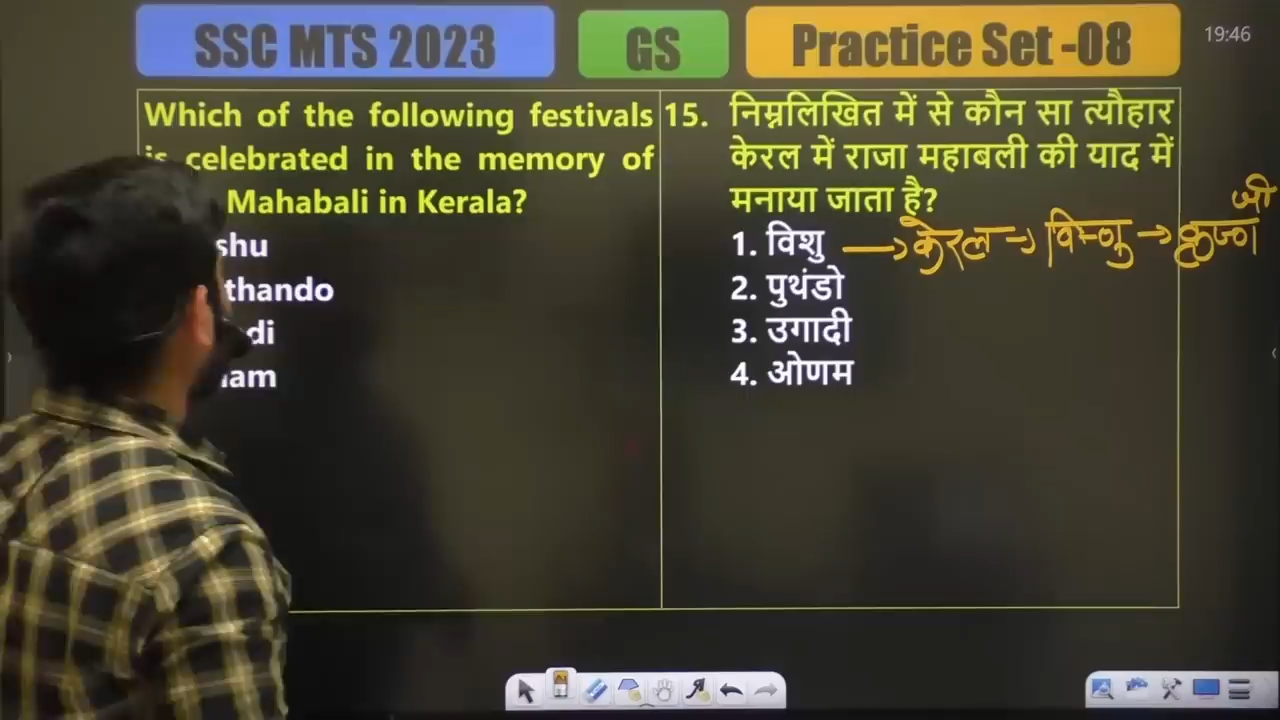 SSC MTS 2023
GS
Practice Set -08
19:46
Which of the following festivals
celebrated in the memory of
Mahabali in Kerala?
shu
thando
di
am
15. निम्नलिखित में से कौन सा त्यौहार
केरल में राजा महाबली की याद में
मनाया जाता है?
1. विशु → केरल → विष्णु → कृष्ण जी
2. पुथंडो
3. उगादी
4. ओणम